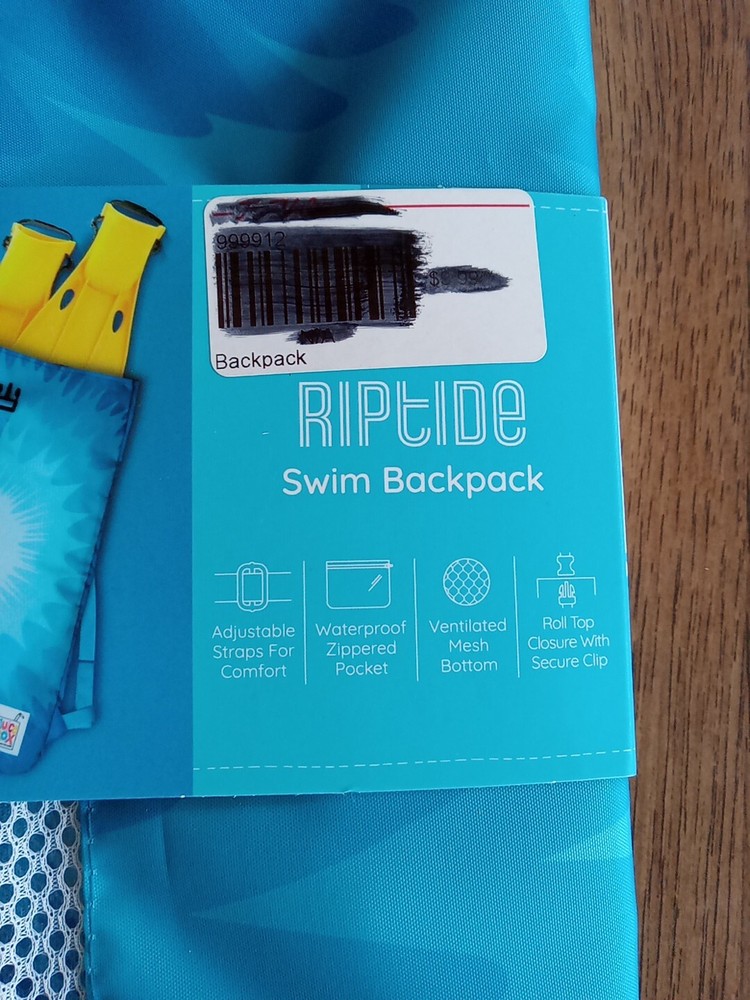 999912
N/A
Backpack
RIPtIDe
Swim Backpack
Adjustable
Straps For
Comfort
Waterproof
Zippered
Pocket
Ventilated
Mesh
Bottom
Roll Top
Closure With
Secure Clip